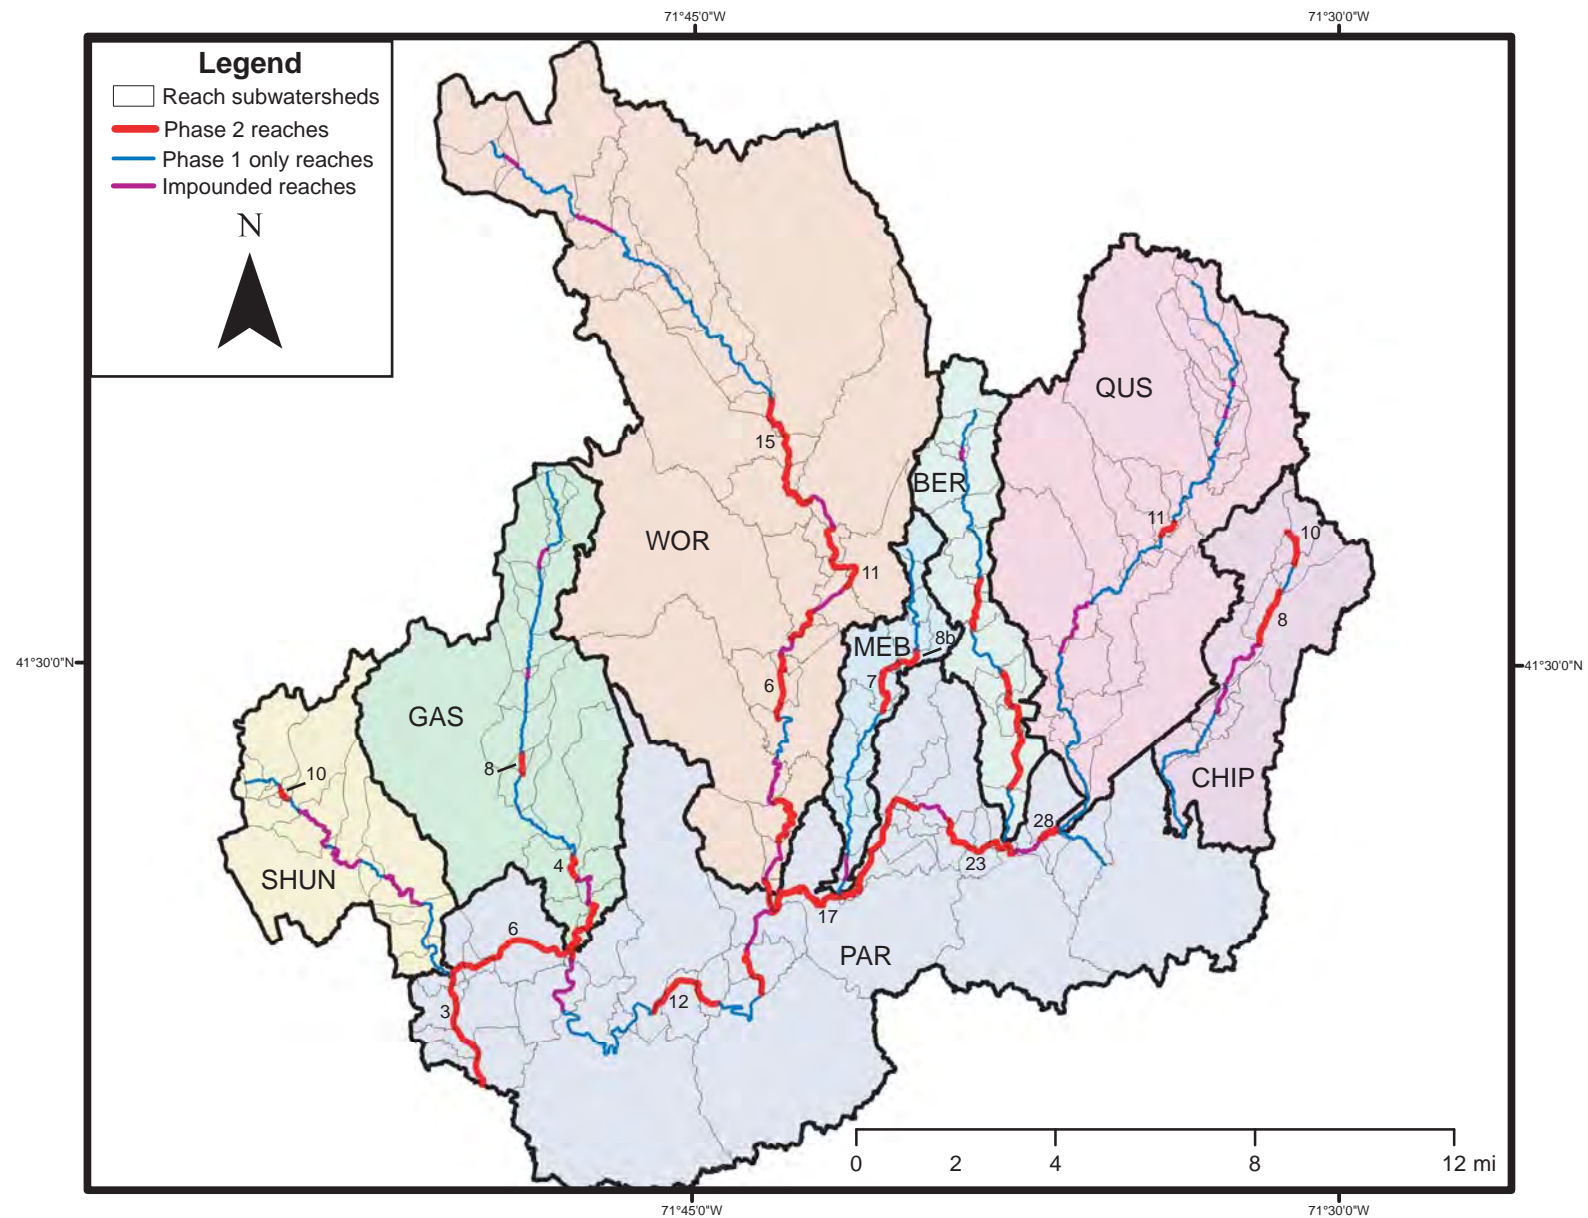 71°45'0"W
71°30'0"W
Legend
Reach subwatersheds
Phase 2 reaches
Phase 1 only reaches
Impounded reaches
N
QUS
15
BER
11
10
WOR
11
8
8b
MEB
41°30'0"N
41°30'0"N
7
6
GAS
8
10
CHIP
28
4
23
SHUN
17
6
PAR
12
3
0
2
4
8
12 mi
71°45'0"W
71°30'0"W